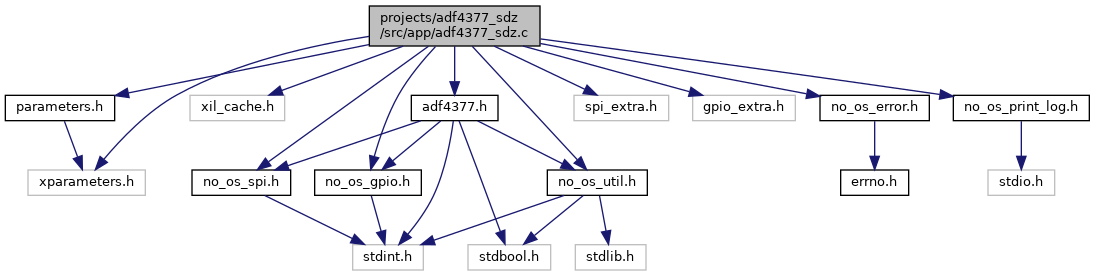 projects/adf4377_sdz
/src/app/adf4377_sdz.c
parameters.h
xil_cache.h
adf4377.h
spi_extra.h
gpio_extra.h
no_os_error.h
no_os_print_log.h
xparameters.h
no_os_spi.h
no_os_gpio.h
no_os_util.h
errno.h
stdio.h
stdint.h
stdbool.h
stdlib.h